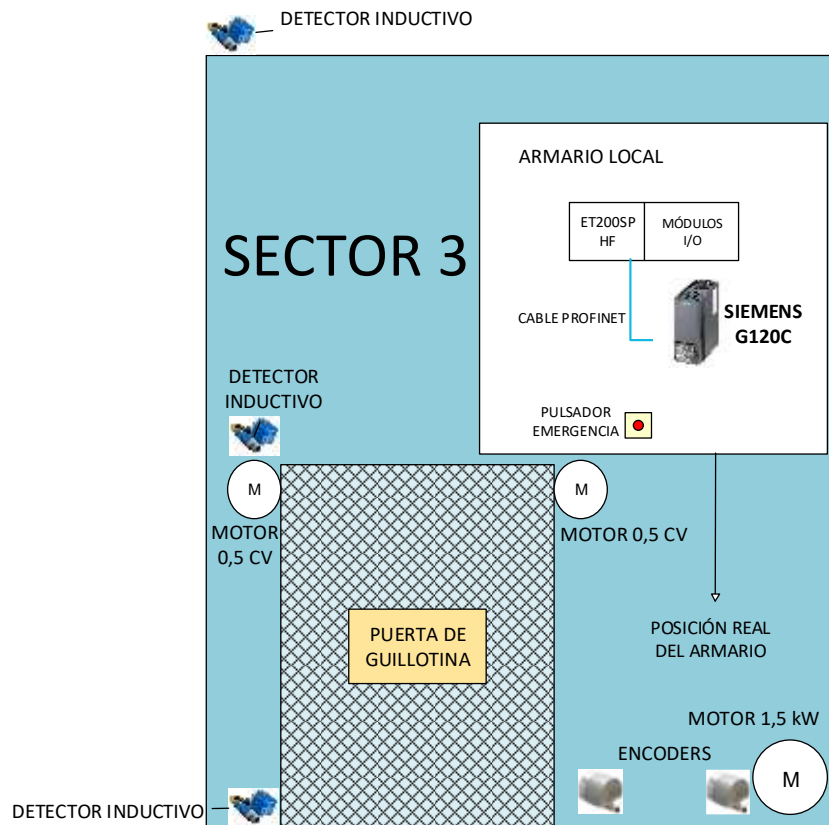 DETECTOR INDUCTIVO
ARMARIO LOCAL
ET200SP
HF
MÓDULOS
I/O
SECTOR 3
CABLE PROFINET
SIEMENS
G120C
DETECTOR
INDUCTIVO
PULSADOR
EMERGENCIA
M
M
MOTOR
0,5 CV
MOTOR 0,5 CV
PUERTA DE
GUILLOTINA
POSICIÓN REAL
DEL ARMARIO
MOTOR 1,5 kW
ENCODERS
M
DETECTOR INDUCTIVO